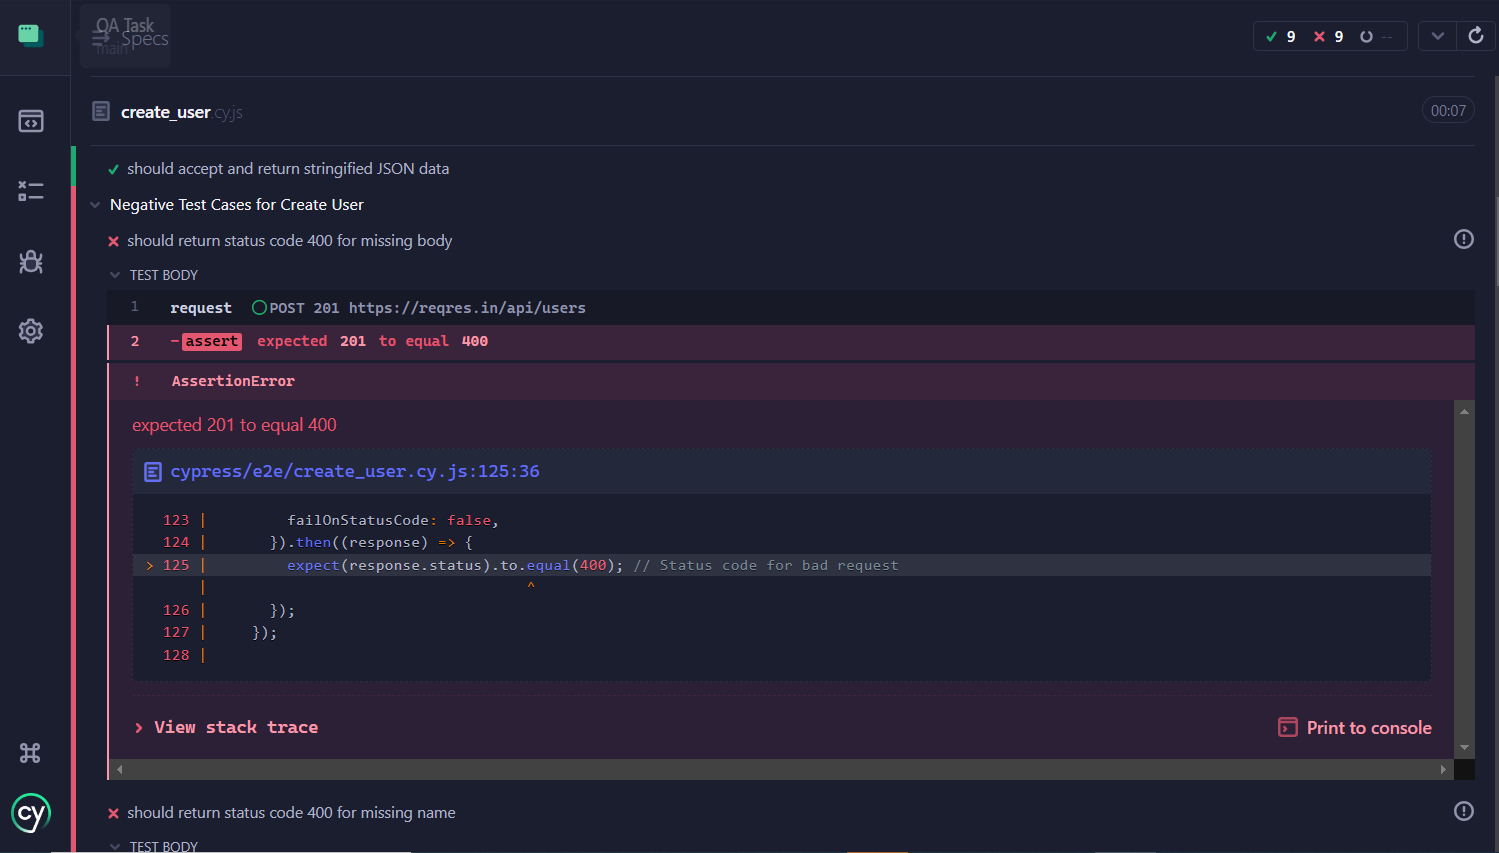 QA Task
Specs
main
9 9 --
create_user.cy.js
00:07
should accept and return stringified JSON data
Negative Test Cases for Create User
should return status code 400 for missing body
TEST BODY
1 request POST 201 https://reqres.in/api/users
2 -assert expected 201 to equal 400
! AssertionError
expected 201 to equal 400
cypress/e2e/create_user.cy.js:125:36
123 | failOnStatusCode: false,
124 | }).then((response) => {
> 125 | expect(response.status).to.equal(400); // Status code for bad request
| ^
126 | });
127 | });
128 |
> View stack trace
Print to console
cy
should return status code 400 for missing name
TEST BODY